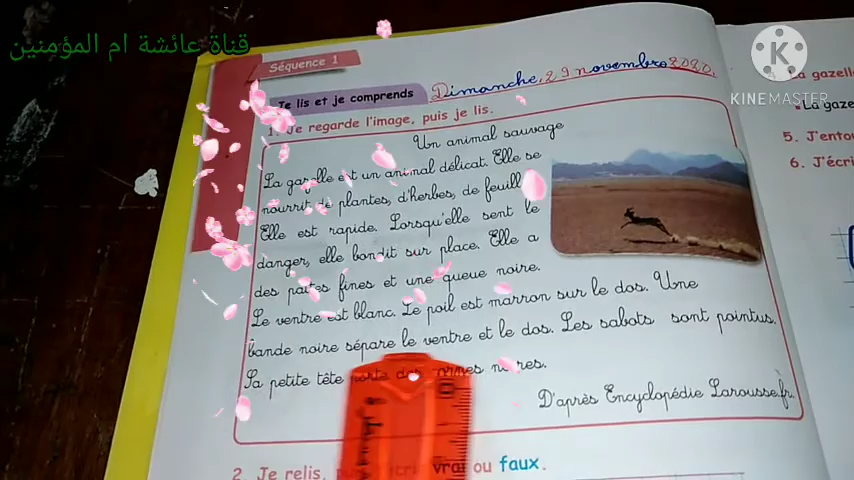 قناة عائشة ام المؤمنين
KINEMASTER
Séquence 1
Je lis et je comprends
Dimanche, 29 novembre 2020.
1. Je regarde l'image, puis je lis.
Un animal sauvage
La gazelle est un animal délicat. Elle se
nourrit de plantes, d'herbes, de feuill
Elle est rapide. Lorsqu'elle sent le
danger, elle bondit sur place. Elle a
des pattes fines et une queue noire.
Le ventre est blanc. Le poil est marron sur le dos. Une
bande noire sépare le ventre et le dos. Les sabots sont pointus.
Sa petite tête porte des cornes noires.
D'après Encyclopédie Larousse.fr.
2. Je relis, vrai ou faux.
La gazell
La gaze
5. J'entou
6. J'écri